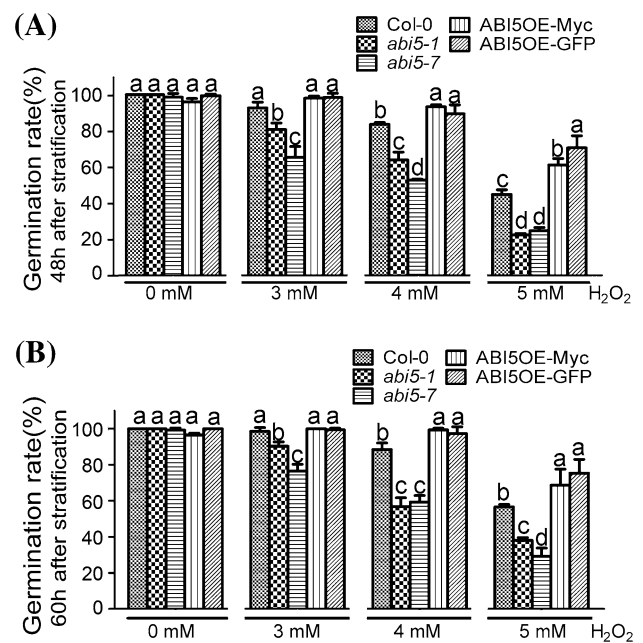 (A)
Col-0 ABI5OE-Myc
abi5-1 ABI5OE-GFP
abi5-7
Germination rate(%)
48h after stratification
100
80
60
40
20
0
a a a a a
a b c a a
b c d a a
c d d b a
0 mM 3 mM 4 mM 5 mM H₂O₂
(B)
Col-0 ABI5OE-Myc
abi5-1 ABI5OE-GFP
abi5-7
Germination rate(%)
60h after stratification
100
80
60
40
20
0
a a a a a
a b c a a
b c c a a
b c d a a
0 mM 3 mM 4 mM 5 mM H₂O₂